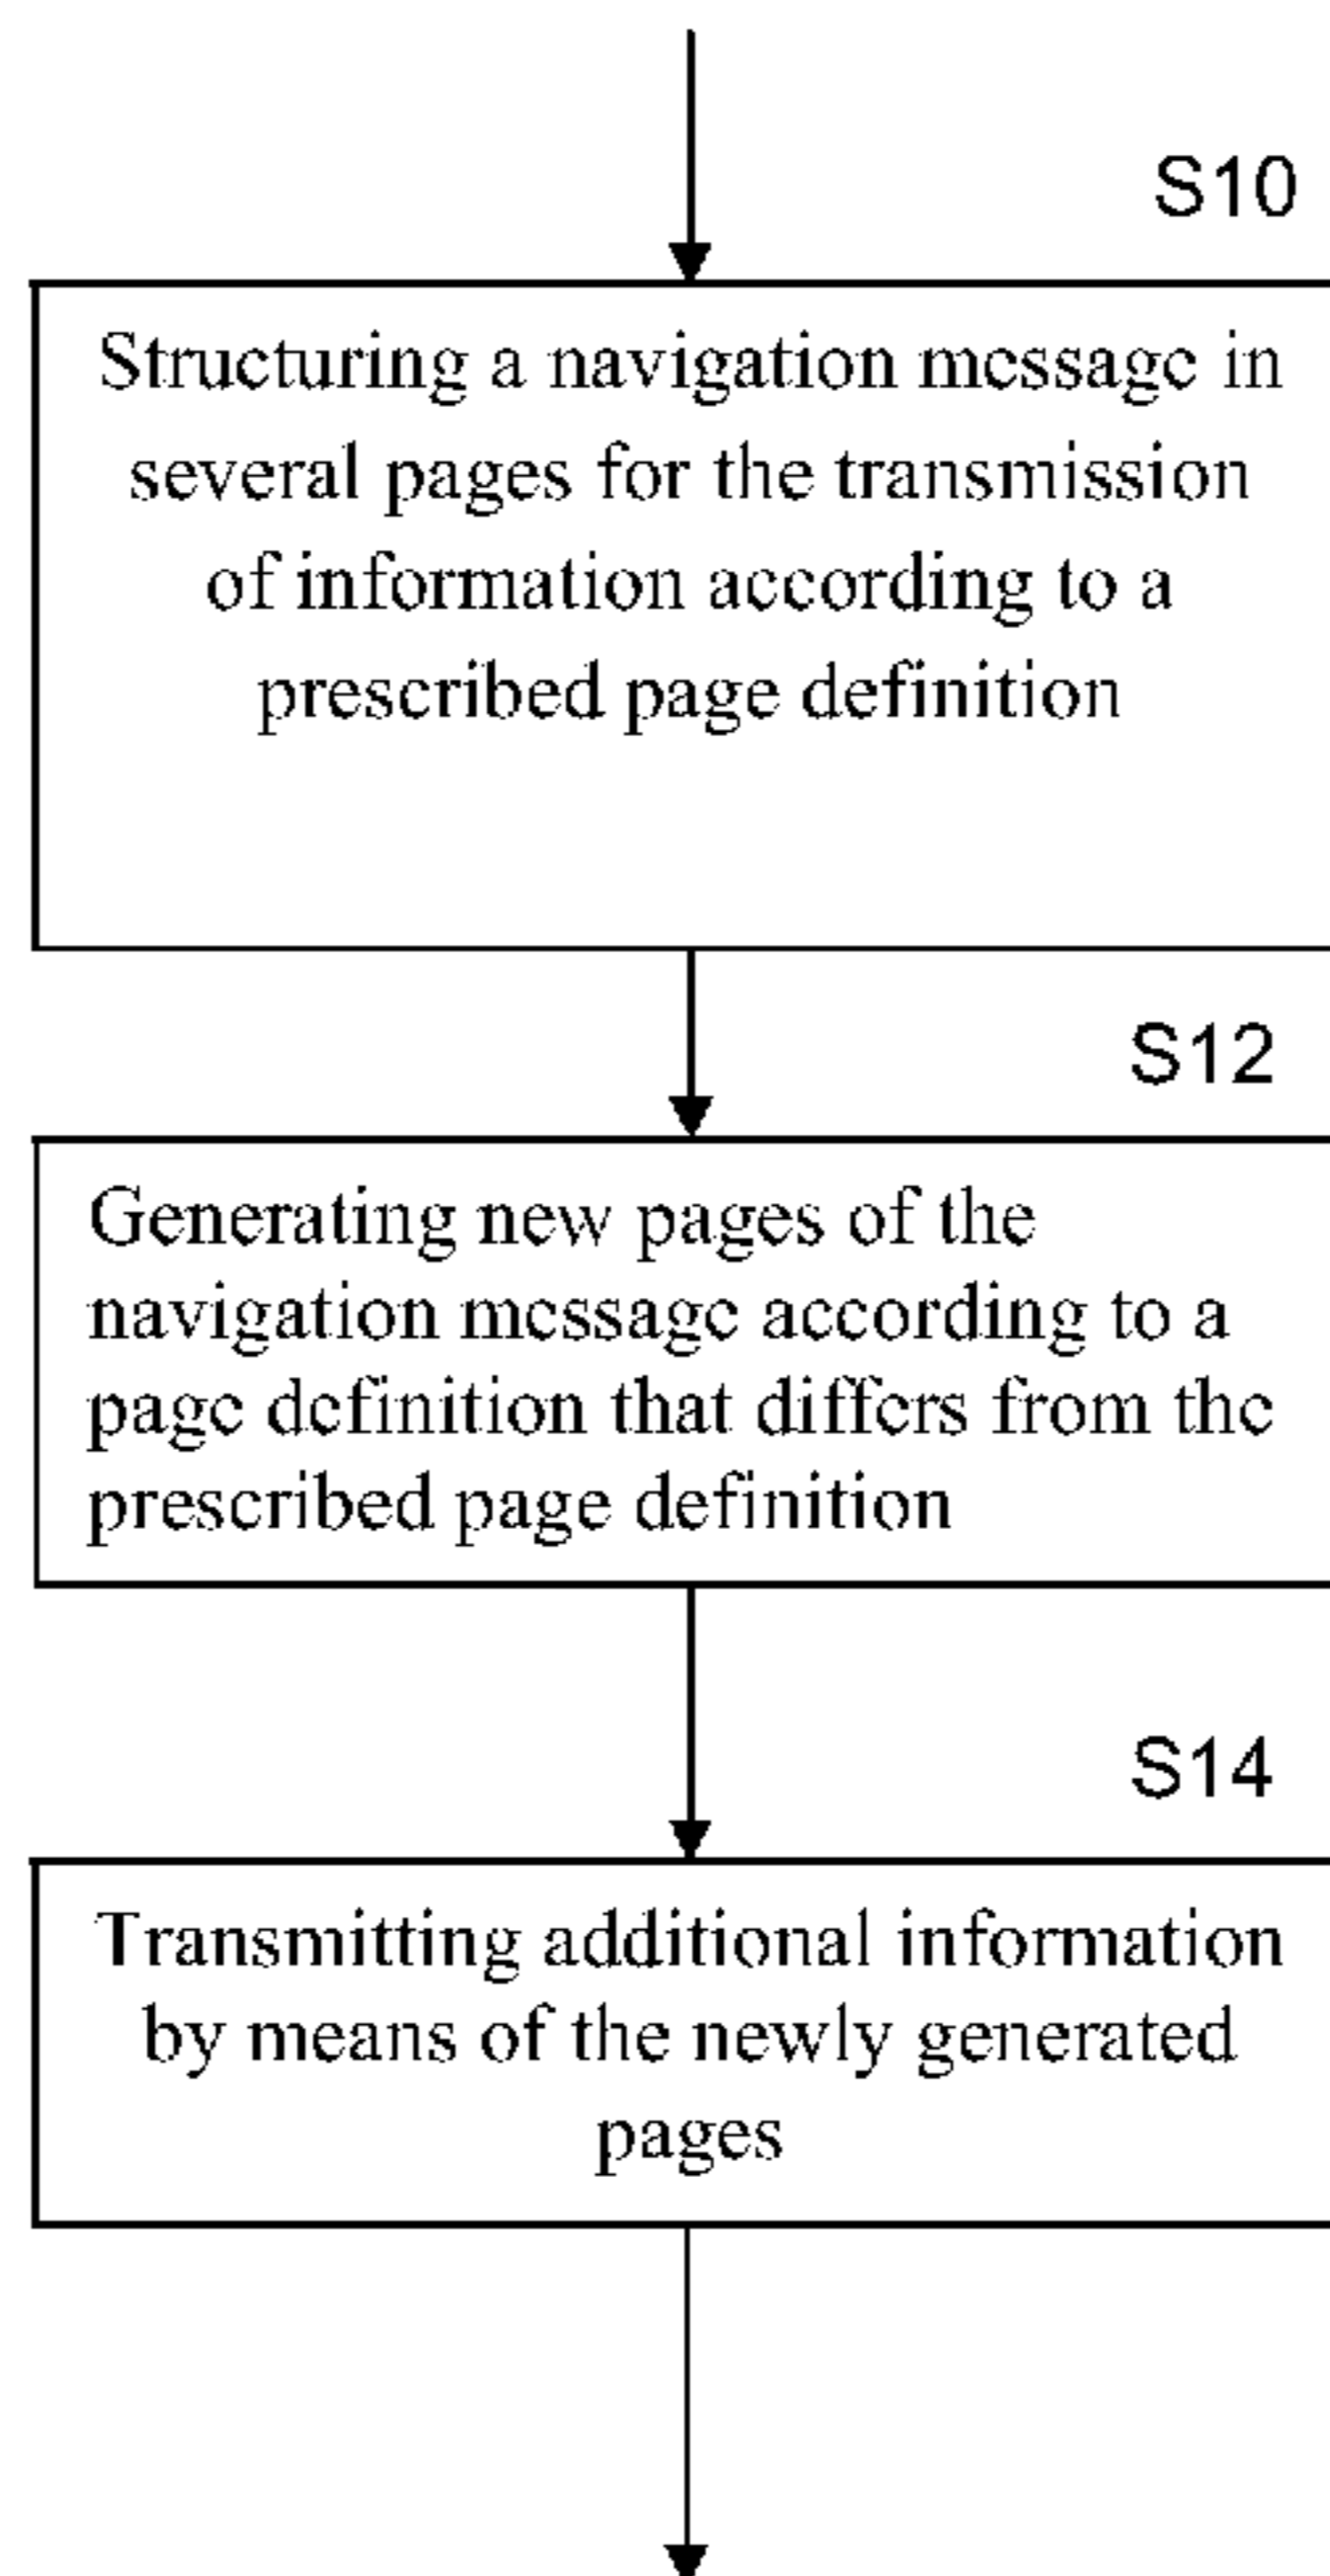 S10
Structuring a navigation message in
several pages for the transmission
of information according to a
prescribed page definition
S12
Generating new pages of the
navigation message according to a
page definition that differs from the
prescribed page definition
S14
Transmitting additional information
by means of the newly generated
pages